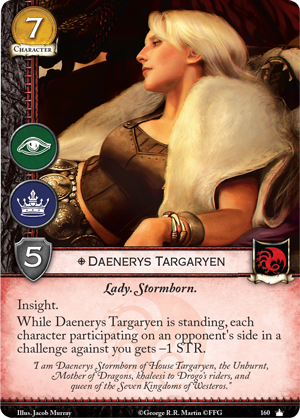 7
CHARACTER
5
DAENERYS TARGARYEN
Lady. Stormborn.
Insight.
While Daenerys Targaryen is standing, each
character participating on an opponent's side in a
challenge against you gets –1 STR.
"I am Daenerys Stormborn of House Targaryen, the Unburnt,
Mother of Dragons, khaleesi to Drogo's riders, and
queen of the Seven Kingdoms of Westeros."
Illus. Jacob Murray
©George R.R. Martin ©FFG
160